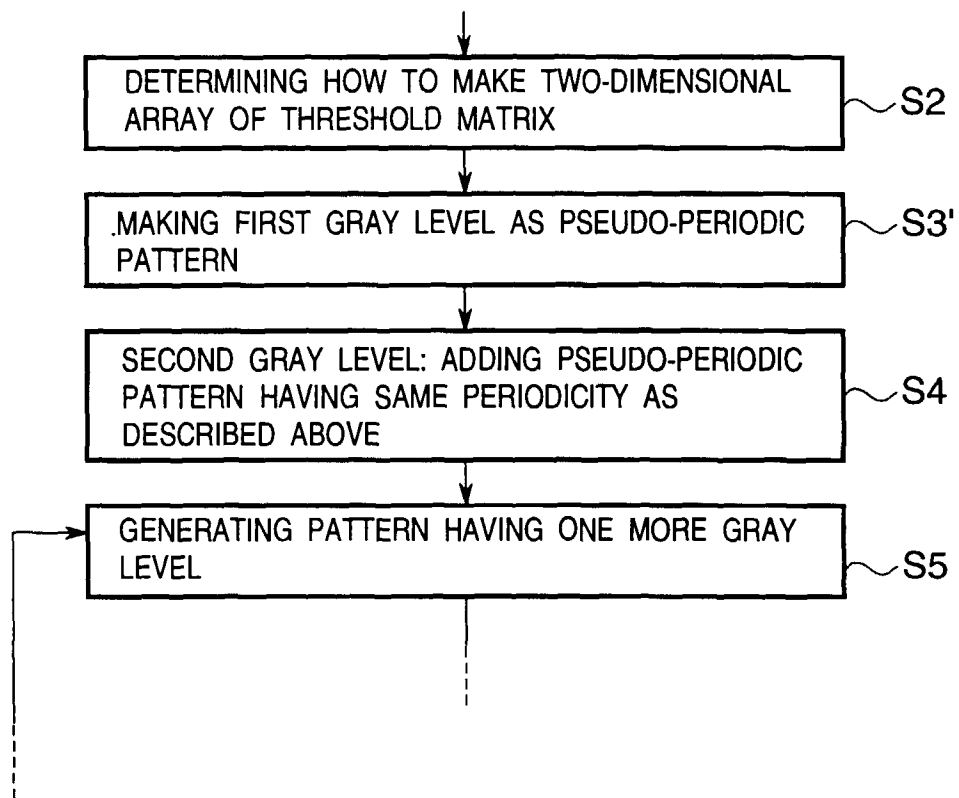 DETERMINING HOW TO MAKE TWO-DIMENSIONAL
ARRAY OF THRESHOLD MATRIX
S2
MAKING FIRST GRAY LEVEL AS PSEUDO-PERIODIC
PATTERN
S3'
SECOND GRAY LEVEL: ADDING PSEUDO-PERIODIC
PATTERN HAVING SAME PERIODICITY AS
DESCRIBED ABOVE
S4
GENERATING PATTERN HAVING ONE MORE GRAY
LEVEL
S5